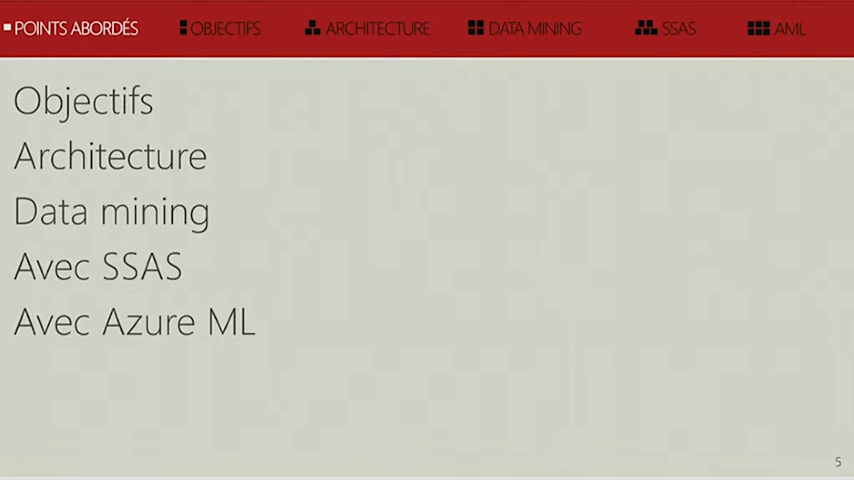 POINTS ABORDÉS OBJECTIFS ARCHITECTURE DATA MINING SSAS AML
Objectifs
Architecture
Data mining
Avec SSAS
Avec Azure ML
5